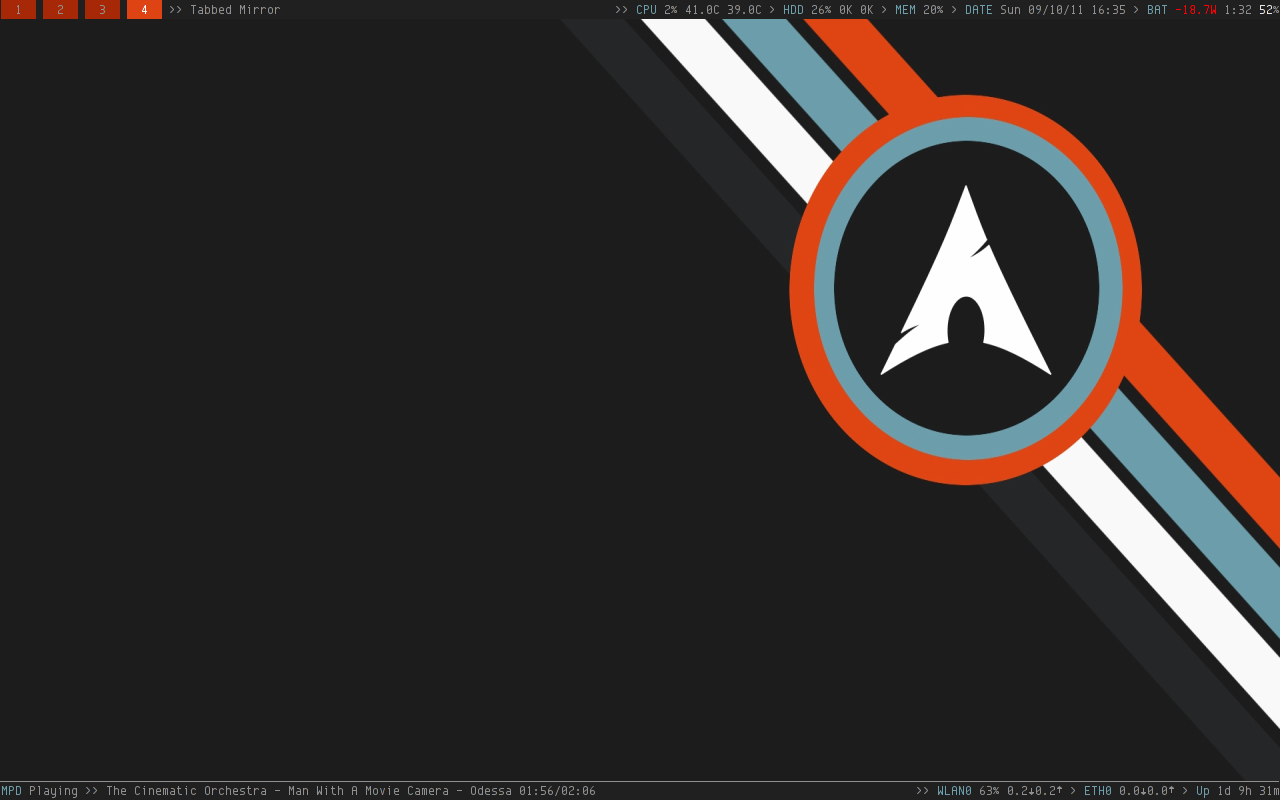 1 2 3 4 >> Tabbed Mirror >> CPU 2% 41.0C 39.0C > HDD 26% 0K 0K > MEM 20% > DATE Sun 09/10/11 16:35 > BAT -18.7W 1:32 52%
MPD Playing >> The Cinematic Orchestra - Man With A Movie Camera - Odessa 01:56/02:06 >> WLAN0 63% 0.2↓0.2↑ > ETH0 0.0↓0.0↑ > Up 1d 9h 31m